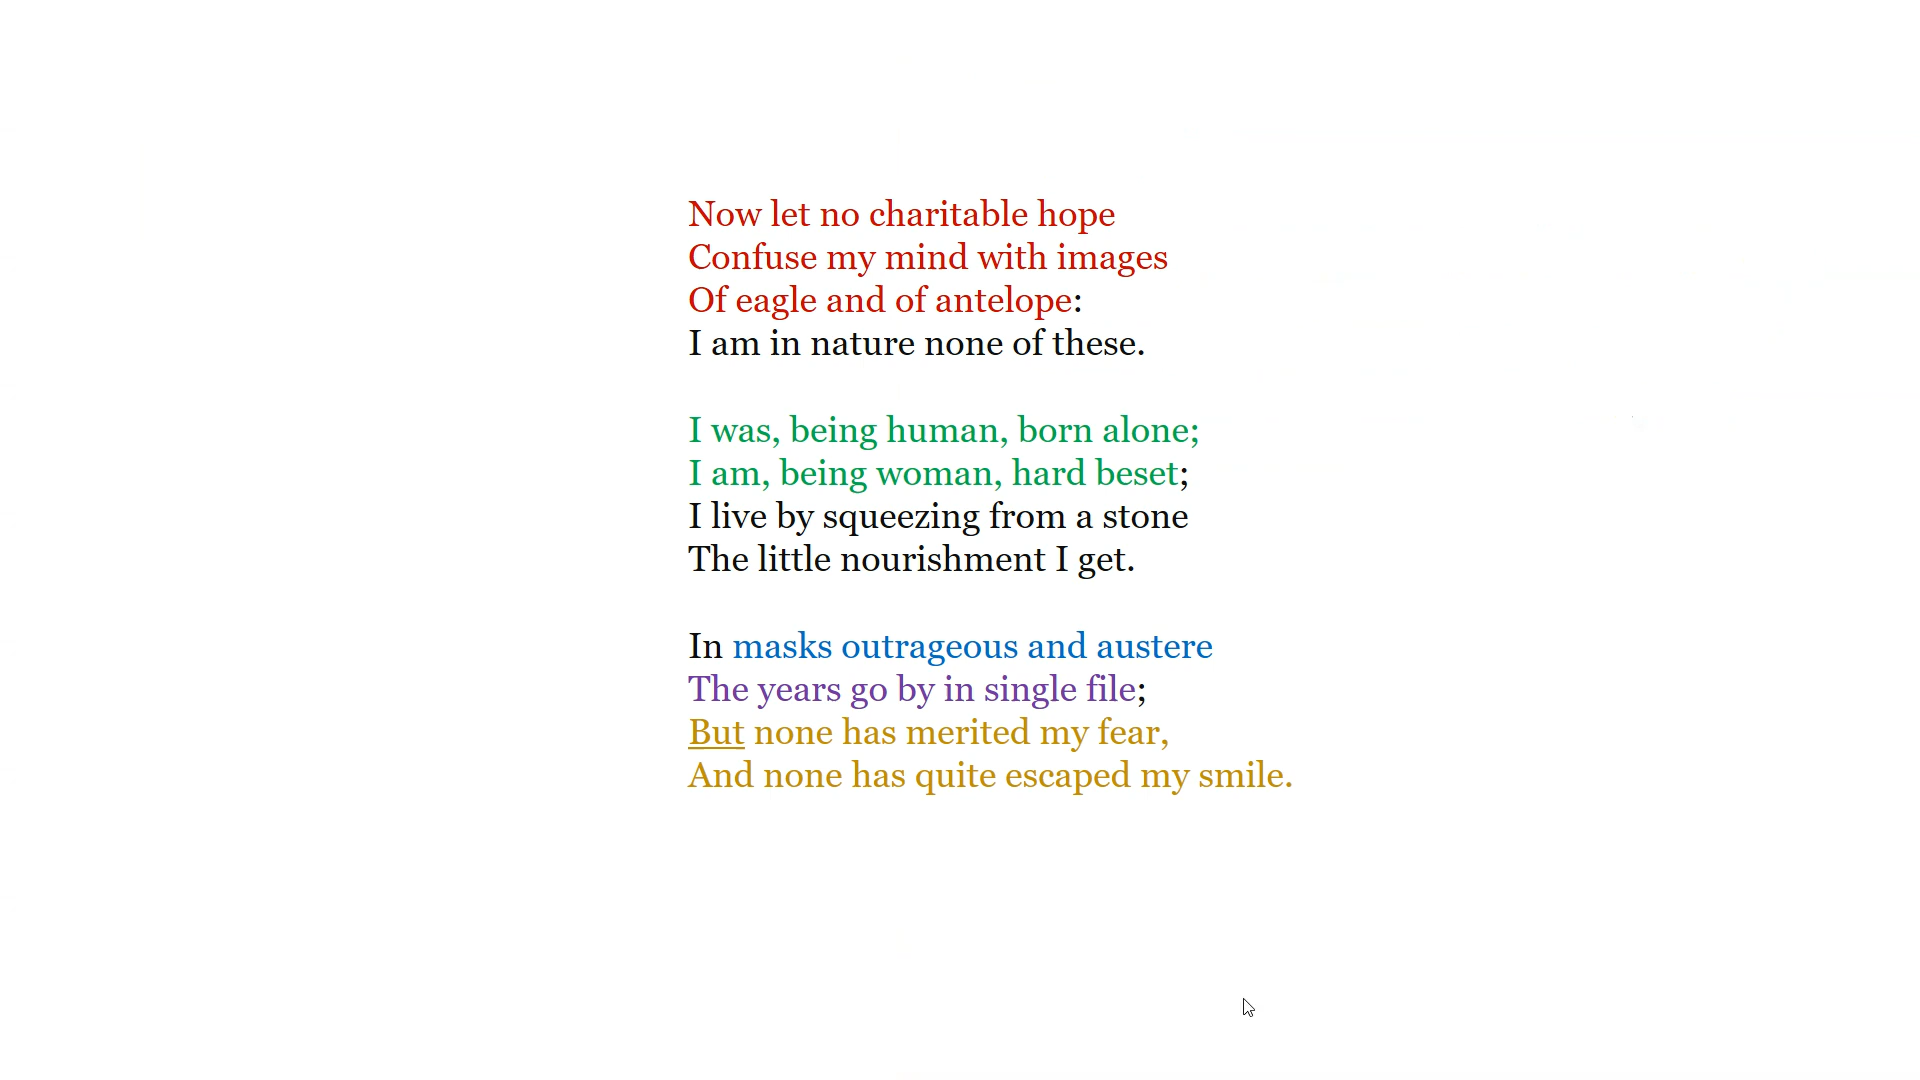 Now let no charitable hope
Confuse my mind with images
Of eagle and of antelope:
I am in nature none of these.
I was, being human, born alone;
I am, being woman, hard beset;
I live by squeezing from a stone
The little nourishment I get.
In masks outrageous and austere
The years go by in single file;
But none has merited my fear,
And none has quite escaped my smile.